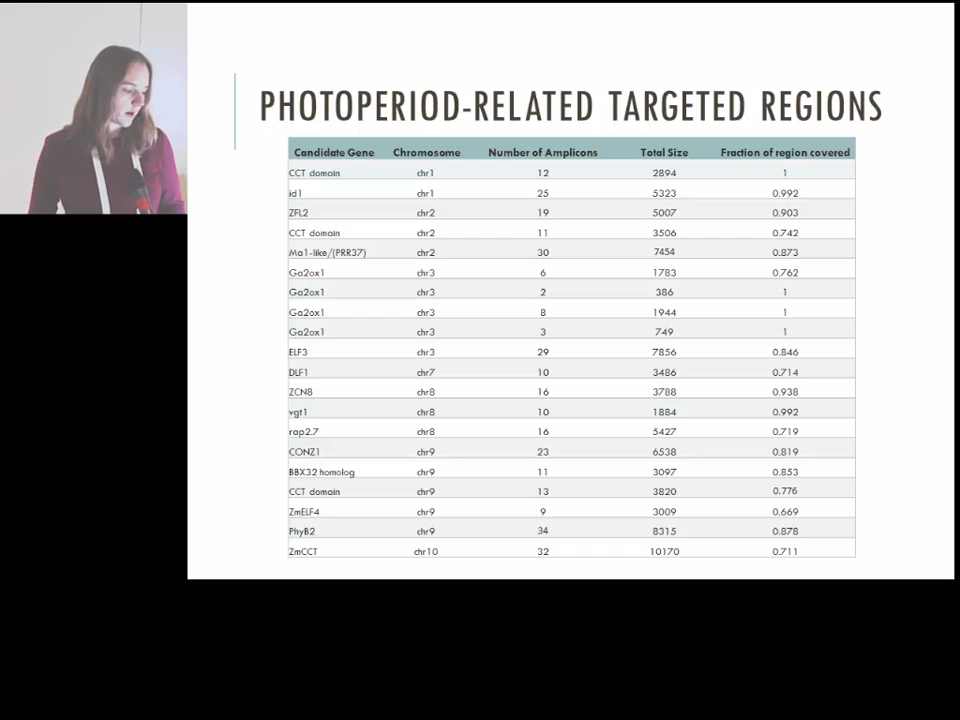 PHOTOPERIOD-RELATED TARGETED REGIONS
Candidate Gene Chromosome Number of Amplicons Total Size Fraction of region covered
CCT domain chr1 12 2894 1
id1 chr1 25 5323 0.992
ZFL2 chr2 19 5007 0.903
CCT domain chr2 11 3506 0.742
Ma1-like/(PRR37) chr2 30 7454 0.873
Ga2ox1 chr3 6 1783 0.762
Ga2ox1 chr3 2 386 1
Ga2ox1 chr3 8 1944 1
Ga2ox1 chr3 3 749 1
ELF3 chr3 29 7856 0.846
DLF1 chr7 10 3486 0.714
ZCN8 chr8 16 3788 0.938
vgt1 chr8 10 1884 0.992
rap2.7 chr8 16 5427 0.719
CONZ1 chr9 23 6538 0.819
BBX32 homolog chr9 11 3097 0.853
CCT domain chr9 13 3820 0.776
ZmELF4 chr9 9 3009 0.669
PhyB2 chr9 34 8315 0.878
ZmCCT chr10 32 10170 0.711